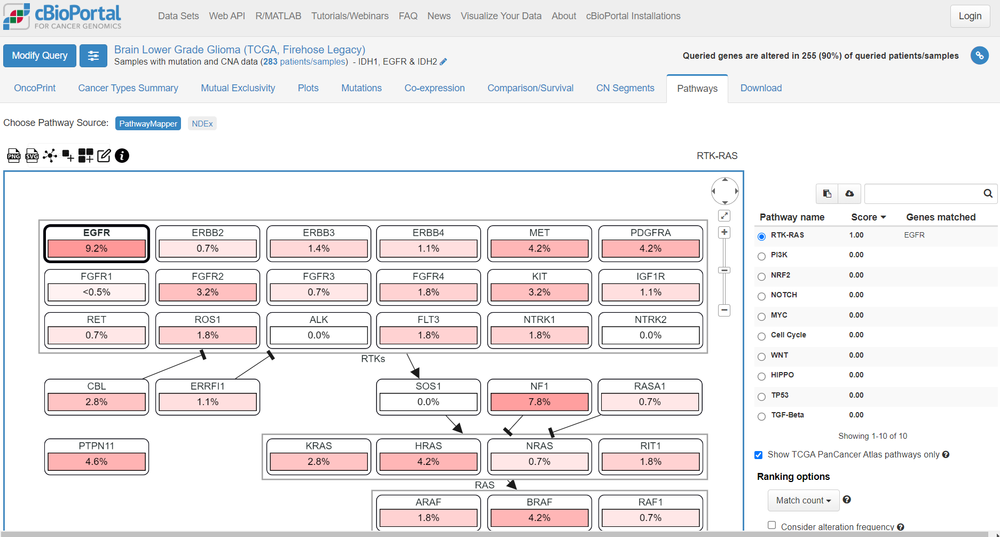 cBioPortal
FOR CANCER GENOMICS
Data Sets Web API R/MATLAB Tutorials/Webinars FAQ News Visualize Your Data About cBioPortal Installations
Login
Modify Query
Brain Lower Grade Glioma (TCGA, Firehose Legacy)
Samples with mutation and CNA data (283 patients/samples) - IDH1, EGFR & IDH2
Queried genes are altered in 255 (90%) of queried patients/samples
OncoPrint Cancer Types Summary Mutual Exclusivity Plots Mutations Co-expression Comparison/Survival CN Segments Pathways Download
Choose Pathway Source: PathwayMapper NDEx
PNG SVG
RTK-RAS
EGFR ERBB2 ERBB3 ERBB4 MET PDGFRA
9.2% 0.7% 1.4% 1.1% 4.2% 4.2%
FGFR1 FGFR2 FGFR3 FGFR4 KIT IGF1R
<0.5% 3.2% 0.7% 1.8% 3.2% 1.1%
RET ROS1 ALK FLT3 NTRK1 NTRK2
0.7% 1.8% 0.0% 1.8% 1.8% 0.0%
RTKs
CBL ERRFI1 SOS1 NF1 RASA1
2.8% 1.1% 0.0% 7.8% 0.7%
PTPN11 KRAS HRAS NRAS RIT1
4.6% 2.8% 4.2% 0.7% 1.8%
RAS
ARAF BRAF RAF1
1.8% 4.2% 0.7%
Pathway name Score Genes matched
RTK-RAS 1.00 EGFR
PI3K 0.00
NRF2 0.00
NOTCH 0.00
MYC 0.00
Cell Cycle 0.00
WNT 0.00
HIPPO 0.00
TP53 0.00
TGF-Beta 0.00
Showing 1-10 of 10
Show TCGA PanCancer Atlas pathways only
Ranking options
Match count
Consider alteration frequency